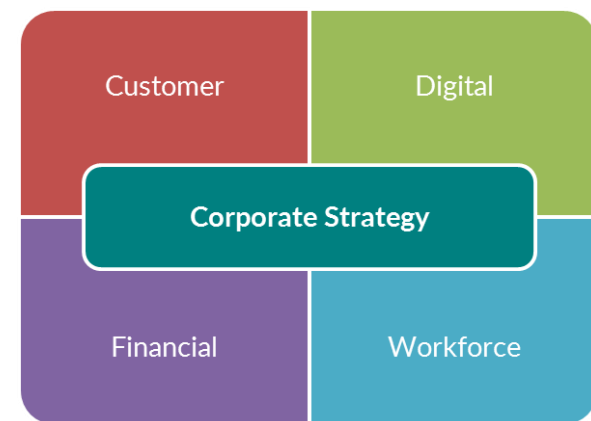 Customer
Digital
Corporate Strategy
Financial
Workforce